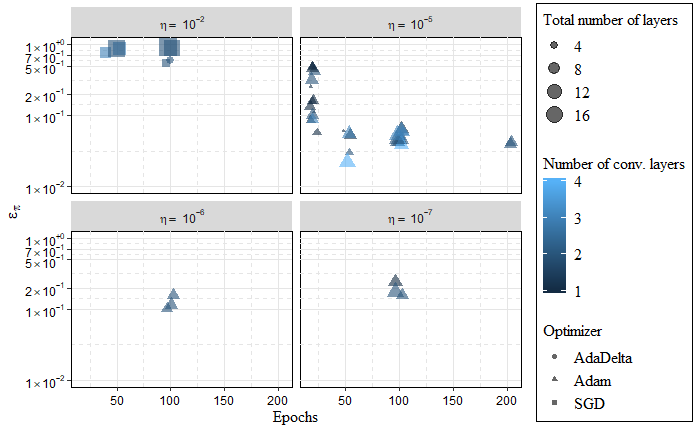 η = 10⁻²
η = 10⁻⁵
1×10⁺⁰
7×10⁻¹
5×10⁻¹
2×10⁻¹
1×10⁻¹
1×10⁻²
η = 10⁻⁶
η = 10⁻⁷
1×10⁺⁰
7×10⁻¹
5×10⁻¹
2×10⁻¹
1×10⁻¹
1×10⁻²
ε_π
50 100 150 200 50 100 150 200
Epochs
Total number of layers
4
8
12
16
Number of conv. layers
4
3
2
1
Optimizer
AdaDelta
Adam
SGD